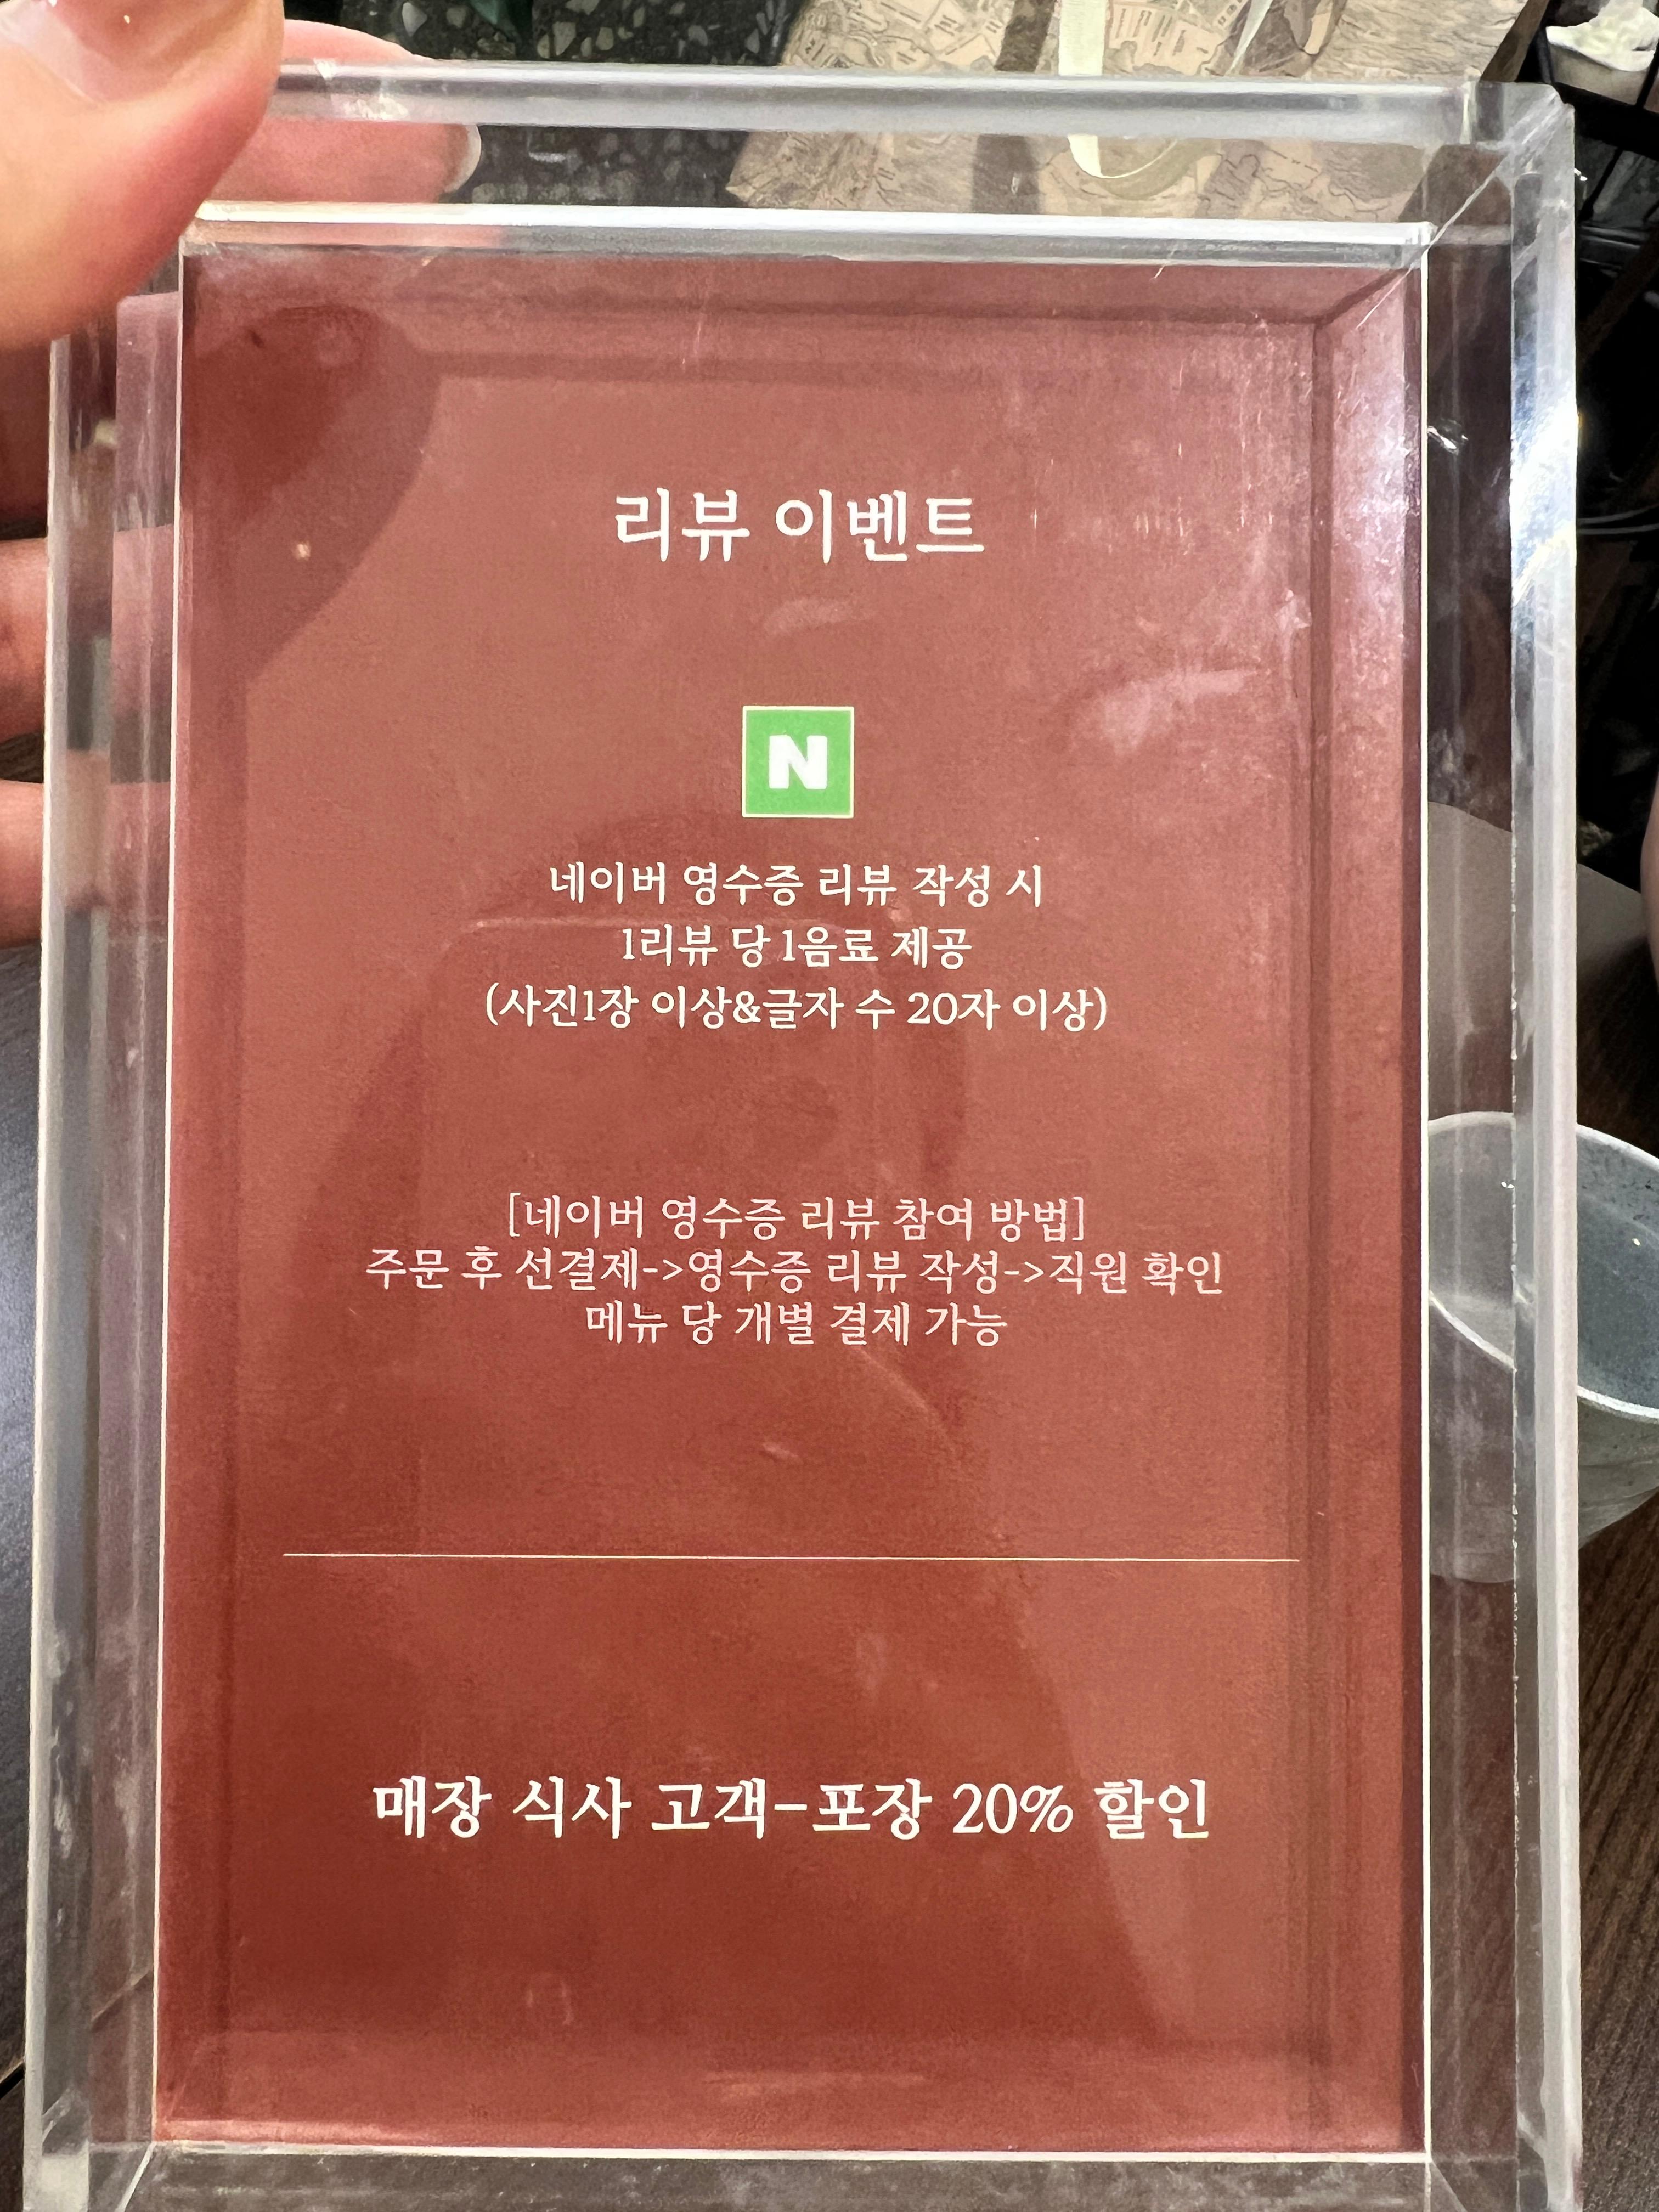 리뷰 이벤트
N
네이버 영수증 리뷰 작성 시
1리뷰 당 1음료 제공
(사진1장 이상&글자 수 20자 이상)
[네이버 영수증 리뷰 참여 방법]
주문 후 선결제->영수증 리뷰 작성->직원 확인
메뉴 당 개별 결제 가능
매장 식사 고객-포장 20% 할인